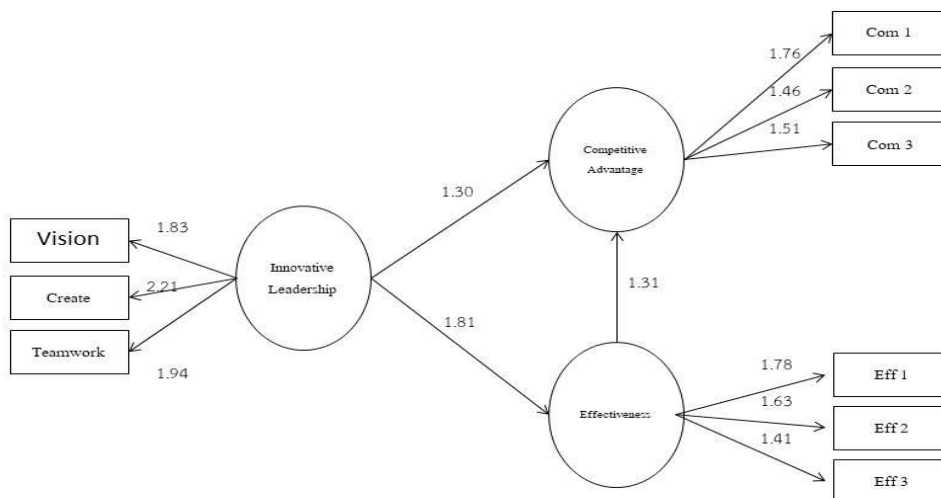 Com 1
1.76
Com 2
1.46
1.51
Com 3
Competitive
Advantage
1.30
Vision
1.83
Innovative
Leadership
Create
2.21
1.31
Teamwork
1.94
1.81
Eff 1
1.78
1.63
Effectiveness
Eff 2
1.41
Eff 3